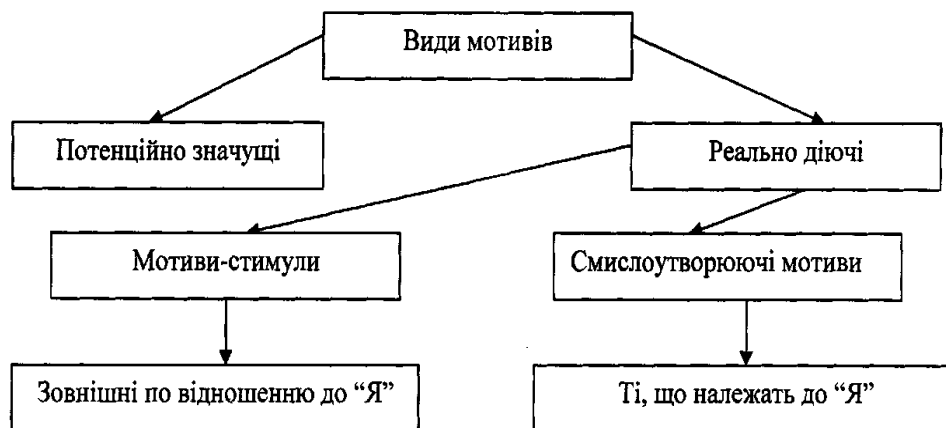 Види мотивів
Потенційно значущі
Реально діючі
Мотиви-стимули
Смислоутворюючі мотиви
Зовнішні по відношенню до “Я”
Ті, що належать до “Я”